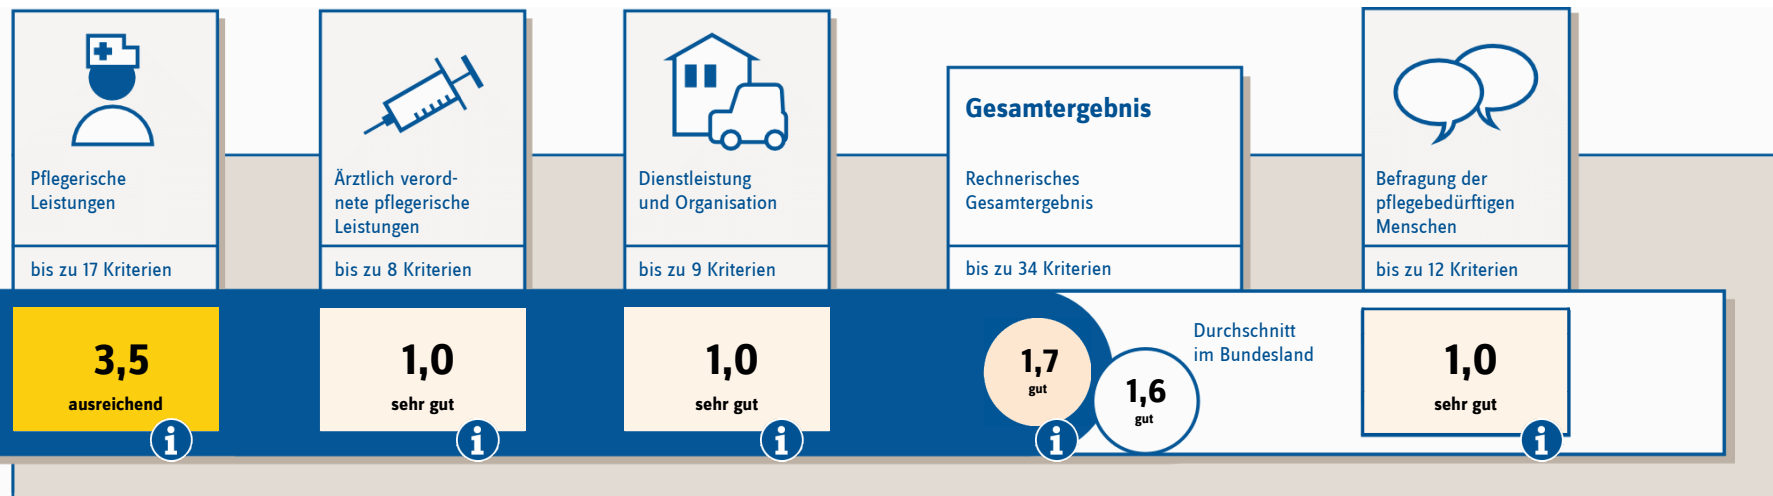 Pflegerische
Leistungen
bis zu 17 Kriterien
3,5
ausreichend
i
Ärztlich verord-
nete pflegerische
Leistungen
bis zu 8 Kriterien
1,0
sehr gut
i
Dienstleistung
und Organisation
bis zu 9 Kriterien
1,0
sehr gut
i
Gesamtergebnis
Rechnerisches
Gesamtergebnis
bis zu 34 Kriterien
1,7
gut
i
1,6
gut
Durchschnitt
im Bundesland
Befragung der
pflegebedürftigen
Menschen
bis zu 12 Kriterien
1,0
sehr gut
i